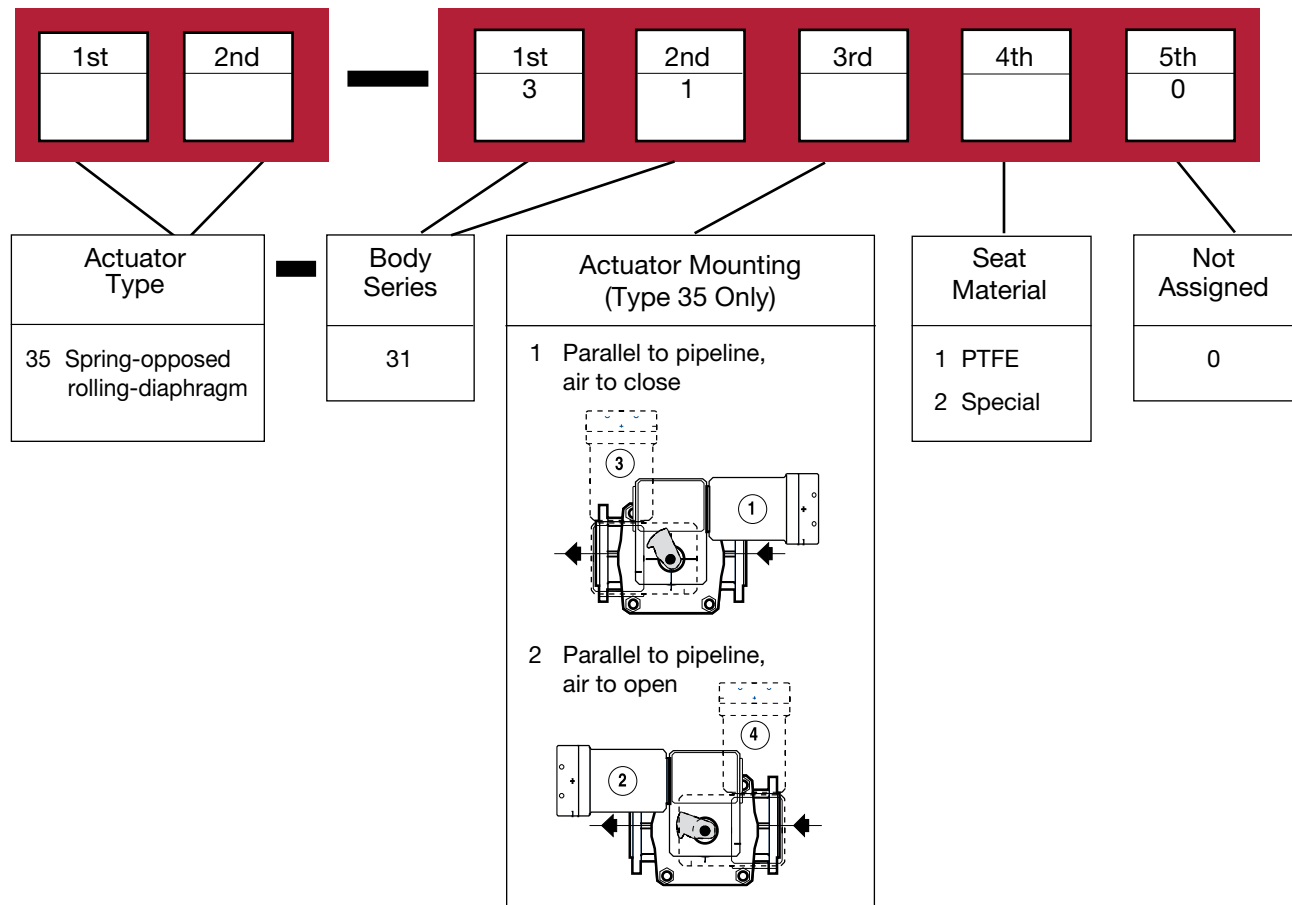 1st
2nd
1st
2nd
3rd
4th
5th
3
1
0
Actuator
Type
35 Spring-opposed
rolling-diaphragm
Body
Series
31
Actuator Mounting
(Type 35 Only)
1 Parallel to pipeline,
air to close
3
1
2 Parallel to pipeline,
air to open
4
2
Seat
Material
1 PTFE
2 Special
Not
Assigned
0